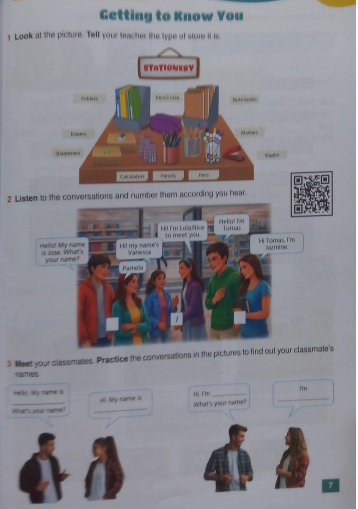 Getting to Know You
1 Look at the picture. Tell your teacher the type of store it is.
STATIONERY
Folders
Pencil case
Notebooks
Erasers
Markers
Sharpeners
Stapler
Calculators
Pencils
Pens
2 Listen to the conversations and number them according you hear.
Hello! My name
is Jose. What's
your name?
Hi! my name's
Vanessa
Pamela
Hi! I'm Lola.Nice
to meet you.
Hello! I'm
Tomas.
Hi Tomas, I'm
Jazmine.
1
3 Meet your classmates. Practice the conversations in the pictures to find out your classmate's
names.
Hello, My name is
What's your name?
Hi, My name is
Hi, I'm
What's your name?
I'm
7